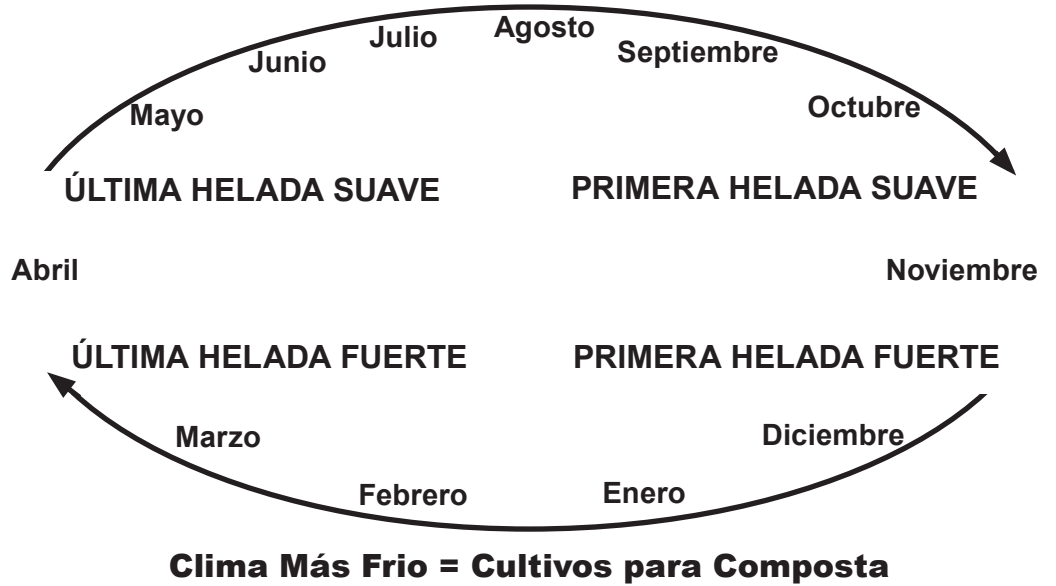 Agosto
Julio
Septiembre
Junio
Octubre
Mayo
ÚLTIMA HELADA SUAVE
PRIMERA HELADA SUAVE
Abril
Noviembre
ÚLTIMA HELADA FUERTE
PRIMERA HELADA FUERTE
Marzo
Diciembre
Febrero
Enero
Clima Más Frio = Cultivos para Composta